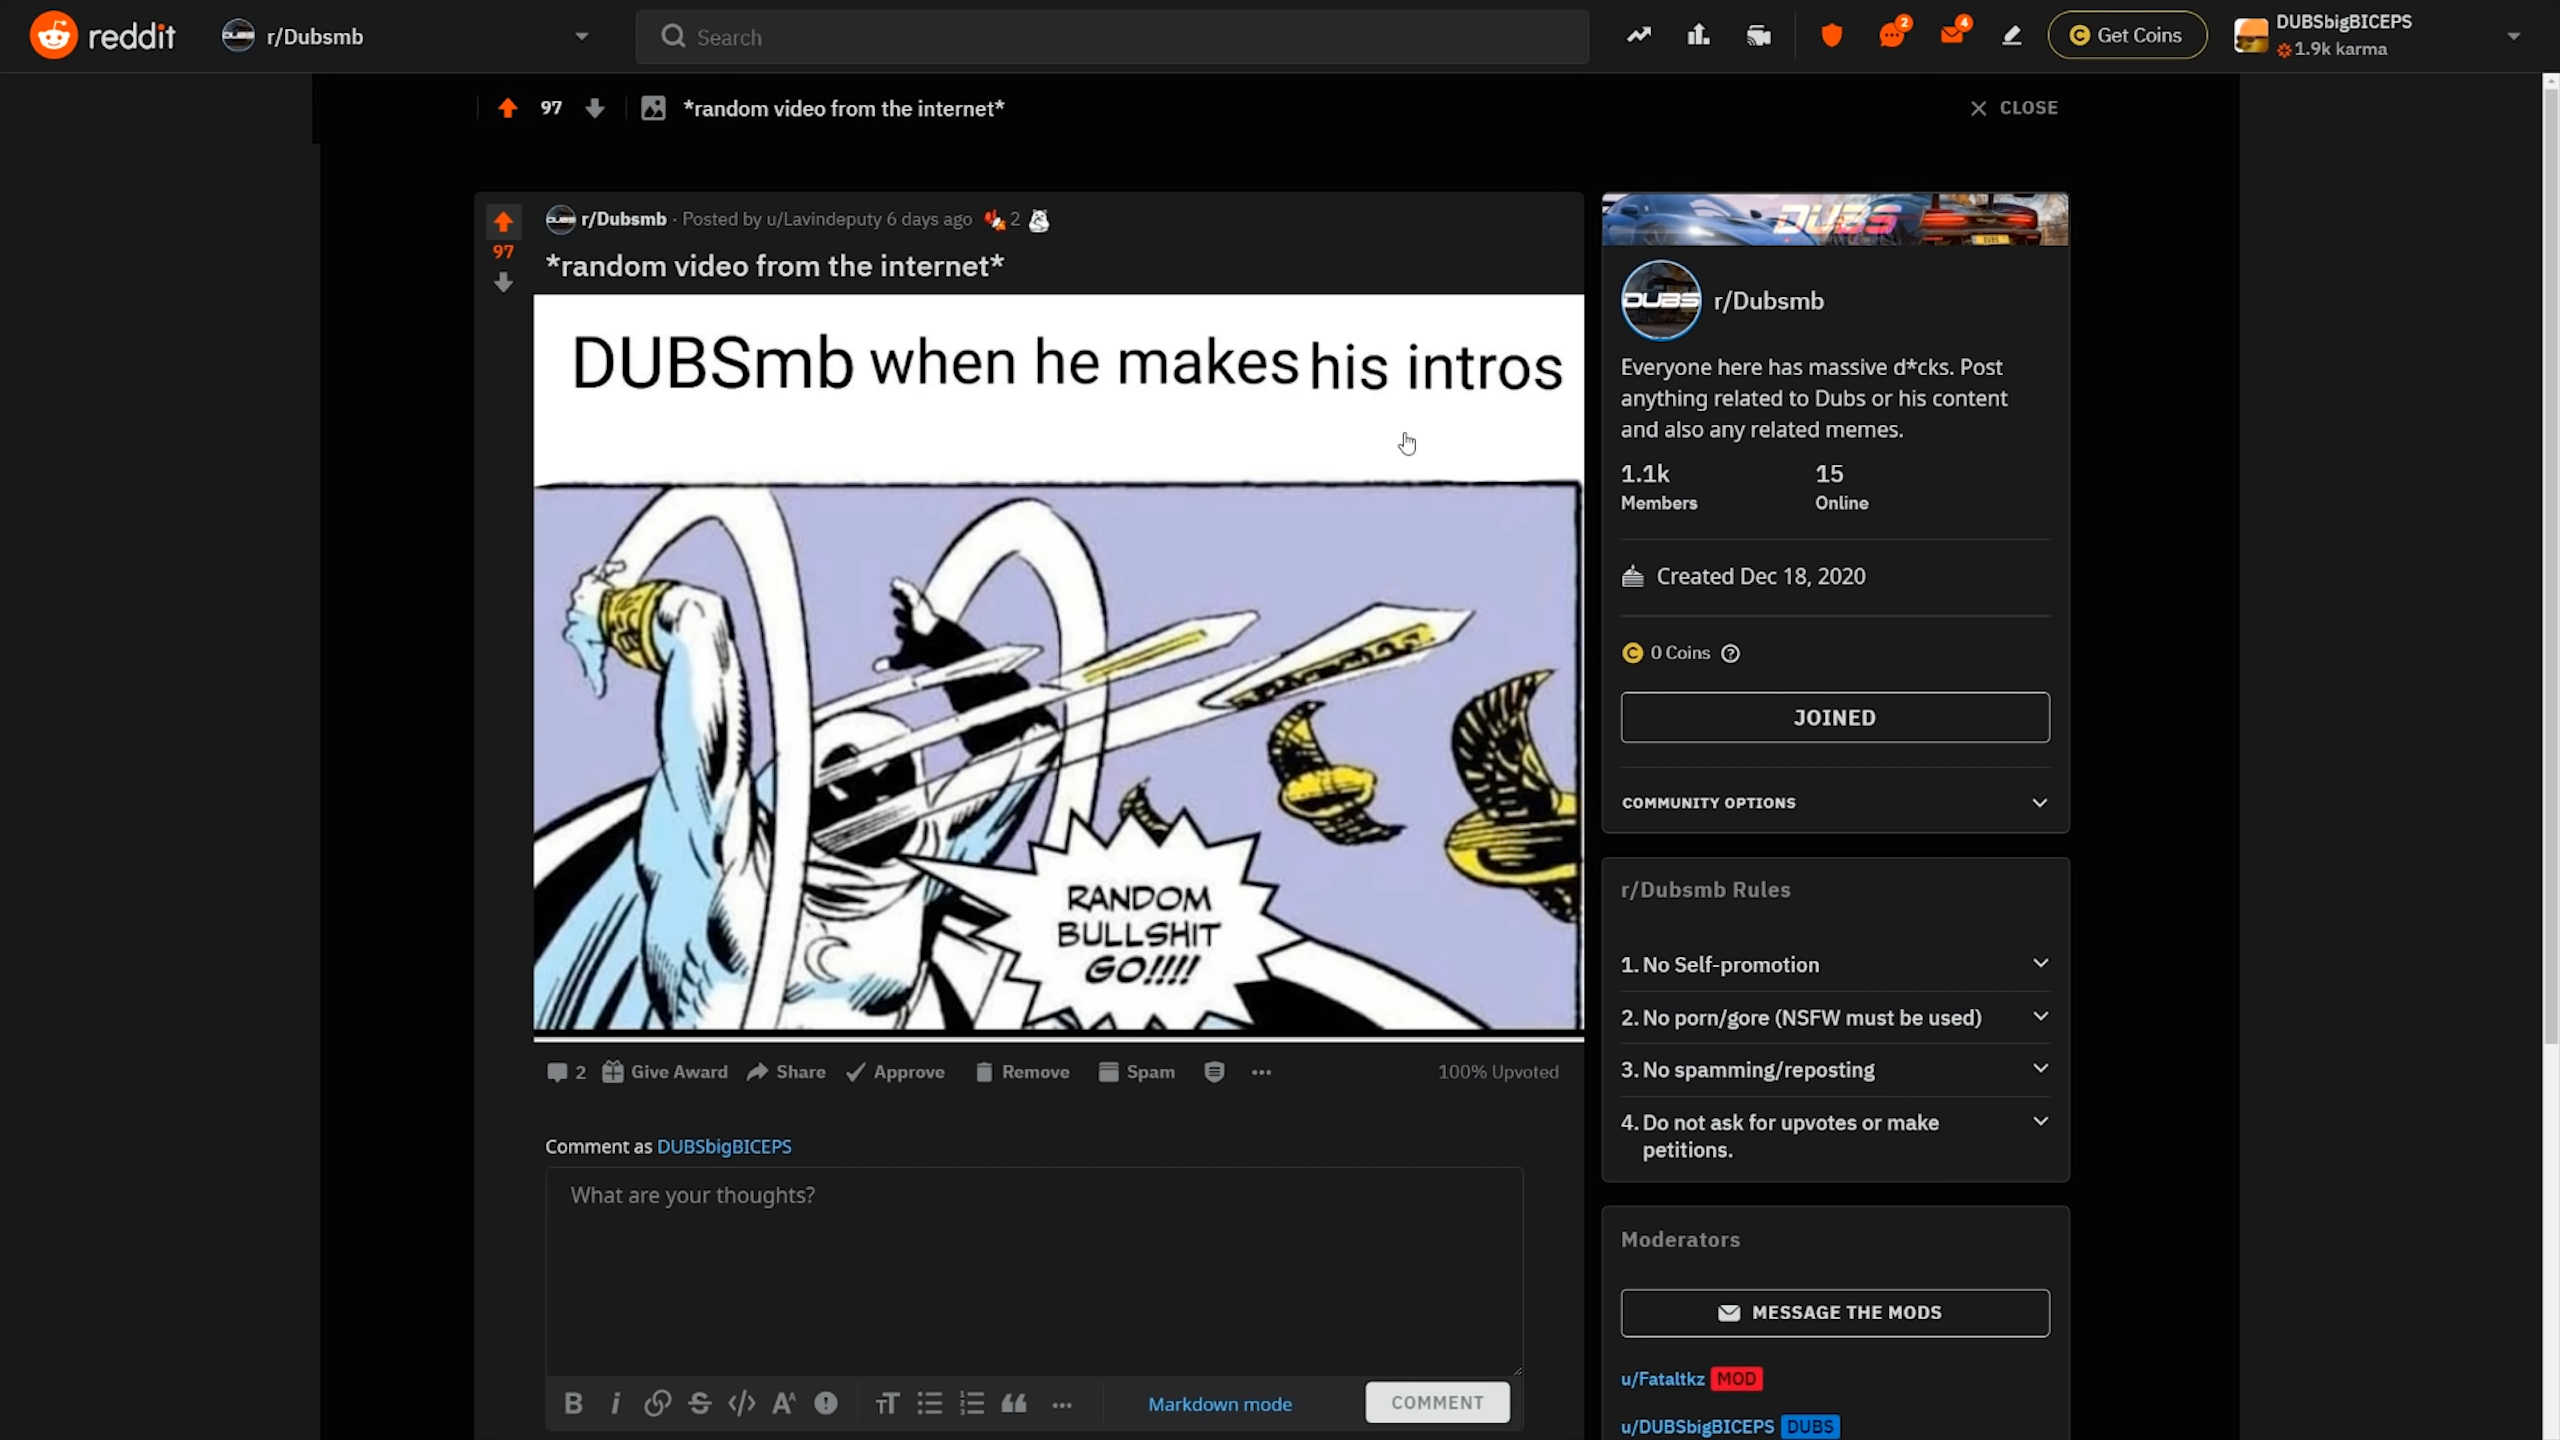 reddit
r/Dubsmb
Search
2
4
Get Coins
DUBSbigBICEPS
1.9k karma
97
*random video from the internet*
CLOSE
97
r/Dubsmb · Posted by u/Lavindeputy 6 days ago 2
*random video from the internet*
DUBSmb when he makes his intros
RANDOM
BULLSHIT
GO!!!!
2 Give Award Share Approve Remove Spam ••• 100% Upvoted
Comment as DUBSbigBICEPS
What are your thoughts?
Markdown mode
COMMENT
DUBS
DUBS
r/Dubsmb
Everyone here has massive d*cks. Post
anything related to Dubs or his content
and also any related memes.
1.1k 15
Members Online
Created Dec 18, 2020
0 Coins
JOINED
COMMUNITY OPTIONS
r/Dubsmb Rules
1. No Self-promotion
2. No porn/gore (NSFW must be used)
3. No spamming/reposting
4. Do not ask for upvotes or make
petitions.
Moderators
MESSAGE THE MODS
u/Fataltkz MOD
u/DUBSbigBICEPS DUBS